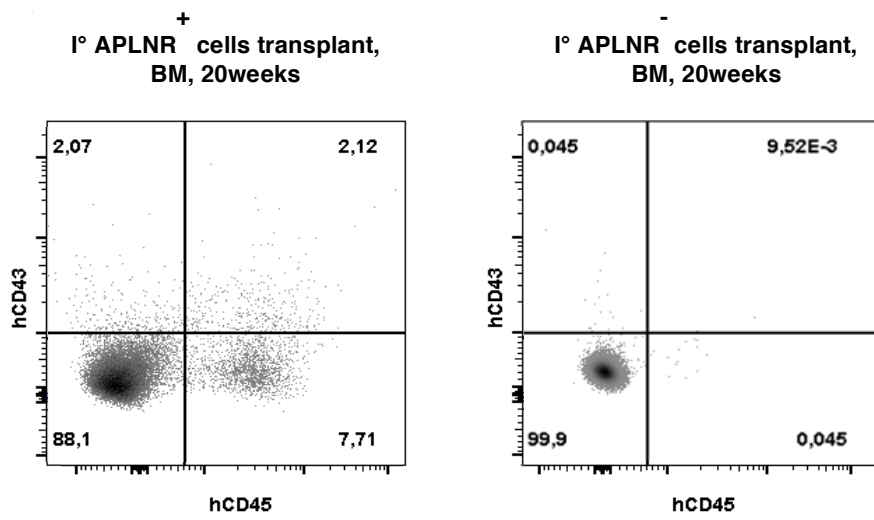 +
I° APLNR cells transplant,
BM, 20weeks
2,07
2,12
88,1
7,71
hCD43
hCD45
-
I° APLNR cells transplant,
BM, 20weeks
0,045
9,52E-3
99,9
0,045
hCD43
hCD45